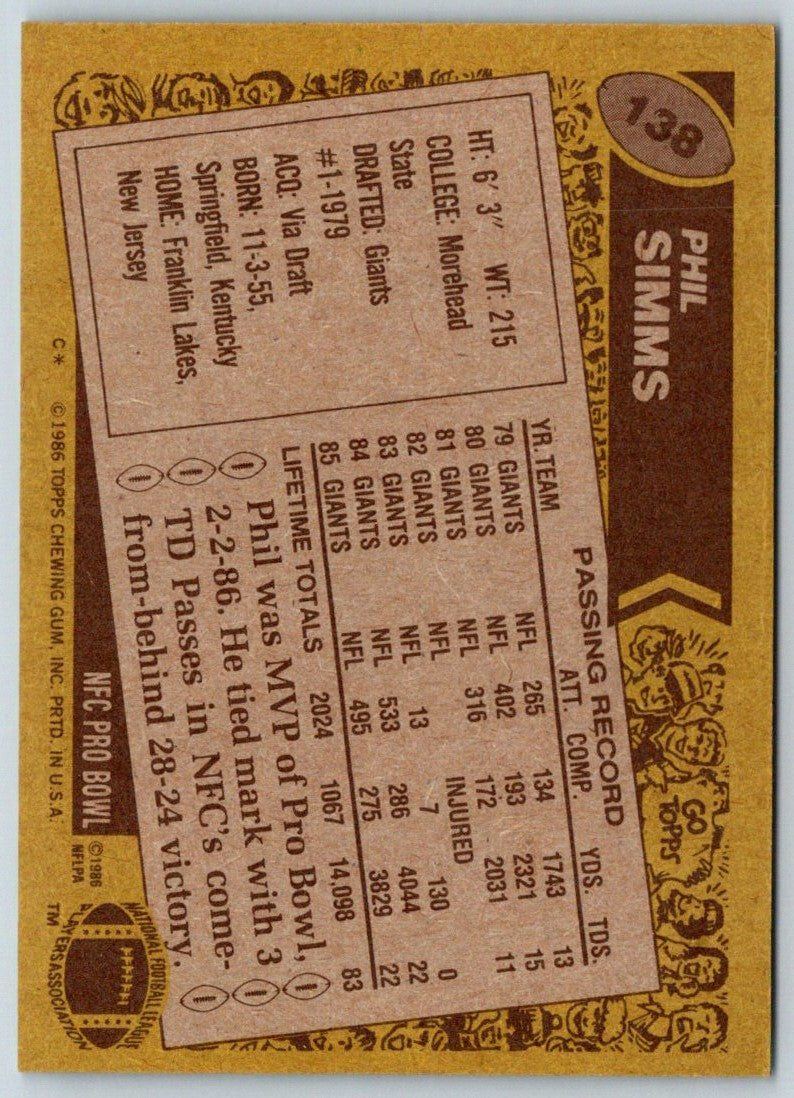 138
PHIL
SIMMS
HT: 6' 3" WT: 215
COLLEGE: Morehead
State
DRAFTED: Giants
#1-1979
ACQ: Via Draft
BORN: 11-3-55,
Springfield, Kentucky
HOME: Franklin Lakes,
New Jersey
PASSING RECORD
YR. TEAM ATT. COMP. YDS. TDS.
79 GIANTS NFL 265 134 1743 13
80 GIANTS NFL 402 193 2321 15
81 GIANTS NFL 316 172 2031 11
82 GIANTS NFL INJURED
83 GIANTS NFL 13 7 130 0
84 GIANTS NFL 533 286 4044 22
85 GIANTS NFL 495 275 3829 22
LIFETIME TOTALS 2024 1067 14,098 83
Phil was MVP of Pro Bowl,
2-2-86. He tied mark with 3
TD Passes in NFC's come-
from-behind 28-24 victory.
GO
TOPPS
NFC PRO BOWL
C* ©1986 TOPPS CHEWING GUM, INC. PRTD. IN U.S.A.
©1986
NFLPA
NATIONAL FOOTBALL LEAGUE
PLAYERS ASSOCIATION
TM